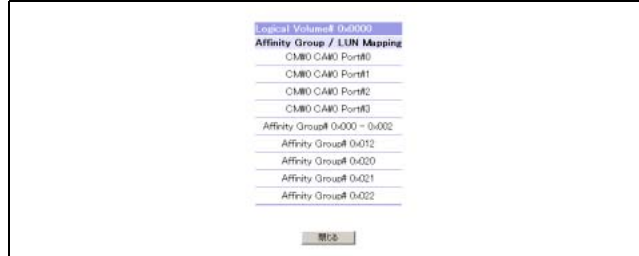 Logical Volume# 0x0000
Affinity Group / LUN Mapping
CM#0 CA#0 Port#0
CM#0 CA#0 Port#1
CM#0 CA#0 Port#2
CM#0 CA#0 Port#3
Affinity Group# 0x000 - 0x002
Affinity Group# 0x012
Affinity Group# 0x020
Affinity Group# 0x021
Affinity Group# 0x022
閉じる